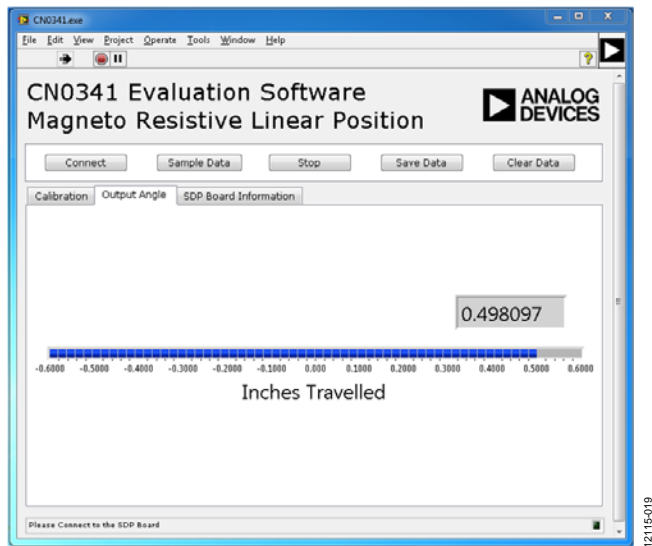 CN0341.exe
File Edit View Project Operate Tools Window Help
CN0341 Evaluation Software
Magneto Resistive Linear Position
ANALOG
DEVICES
Connect Sample Data Stop Save Data Clear Data
Calibration Output Angle SDP Board Information
0.498097
-0.6000 -0.5000 -0.4000 -0.3000 -0.2000 -0.1000 0.000 0.1000 0.2000 0.3000 0.4000 0.5000 0.6000
Inches Travelled
Please Connect to the SDP Board
12115-019